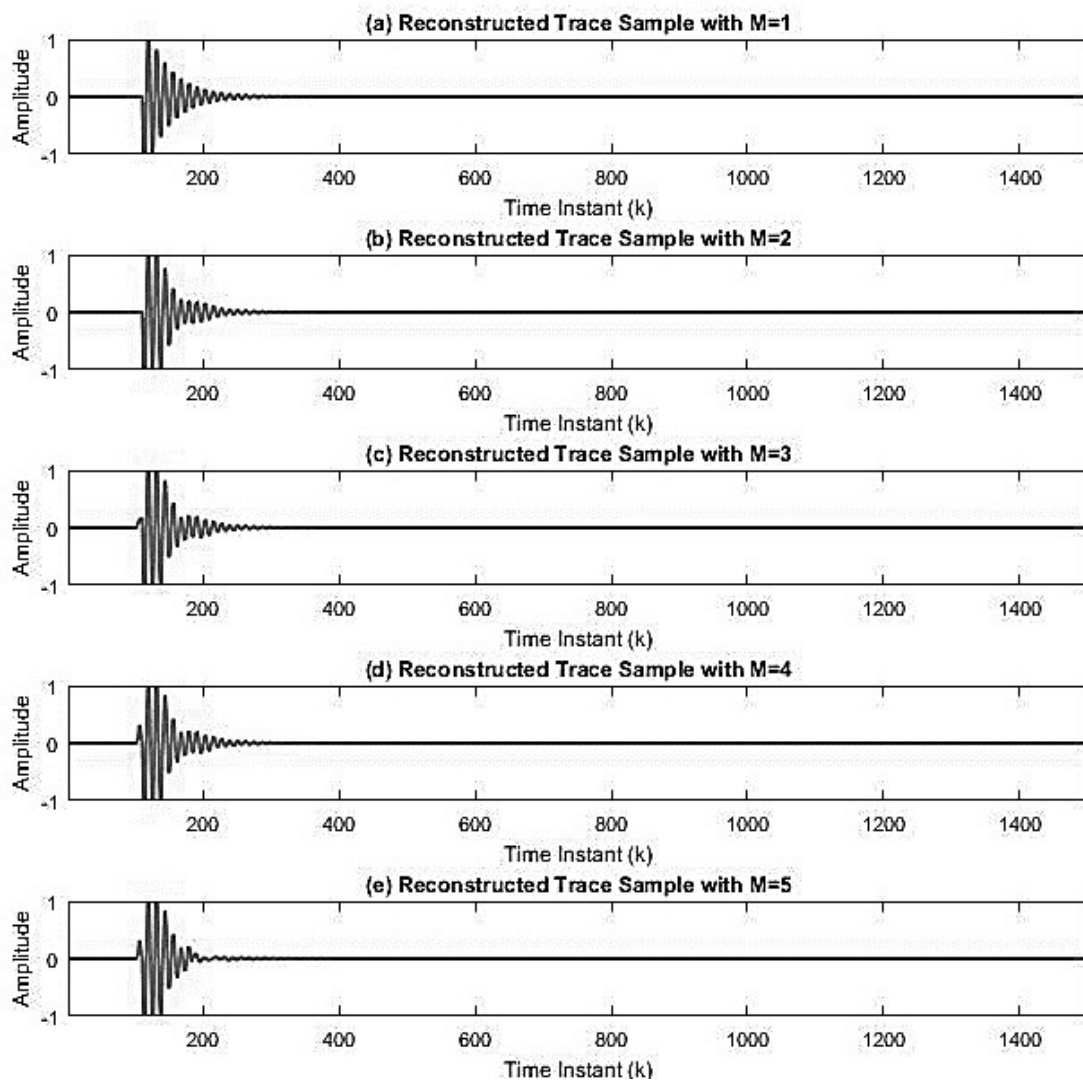 (a) Reconstructed Trace Sample with M=1
1
0
-1
Amplitude
200 400 600 800 1000 1200 1400
Time Instant (k)
(b) Reconstructed Trace Sample with M=2
1
0
-1
Amplitude
200 400 600 800 1000 1200 1400
Time Instant (k)
(c) Reconstructed Trace Sample with M=3
1
0
-1
Amplitude
200 400 600 800 1000 1200 1400
Time Instant (k)
(d) Reconstructed Trace Sample with M=4
1
0
-1
Amplitude
200 400 600 800 1000 1200 1400
Time Instant (k)
(e) Reconstructed Trace Sample with M=5
1
0
-1
Amplitude
200 400 600 800 1000 1200 1400
Time Instant (k)